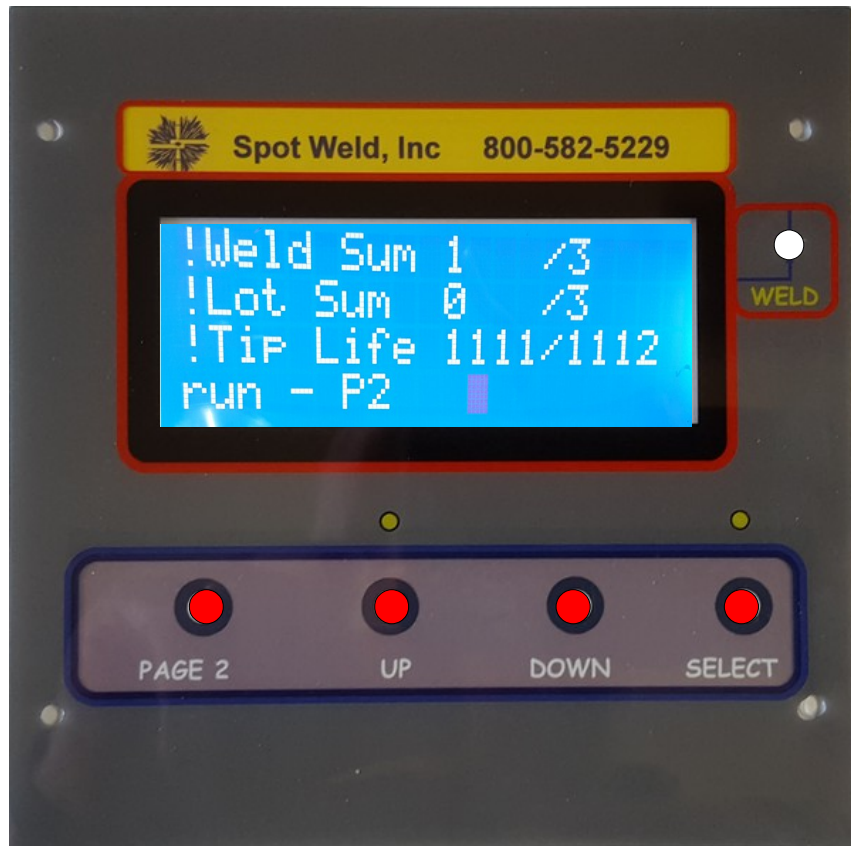 Spot Weld, Inc 800-582-5229
!Weld Sum 1 /3
!Lot Sum 0 /3
!Tip Life 1111/1112
run - P2
WELD
PAGE 2 UP DOWN SELECT